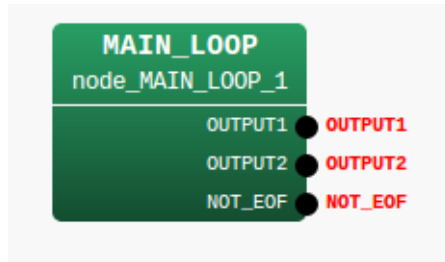 MAIN_LOOP
node_MAIN_LOOP_1
OUTPUT1 OUTPUT1
OUTPUT2 OUTPUT2
NOT_EOF NOT_EOF